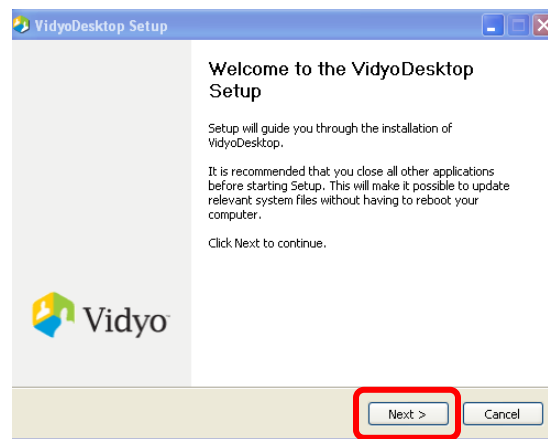 VidyoDesktop Setup
Welcome to the VidyoDesktop
Setup
Setup will guide you through the installation of
VidyoDesktop.
It is recommended that you close all other applications
before starting Setup. This will make it possible to update
relevant system files without having to reboot your
computer.
Click Next to continue.
Vidyo
Next >
Cancel